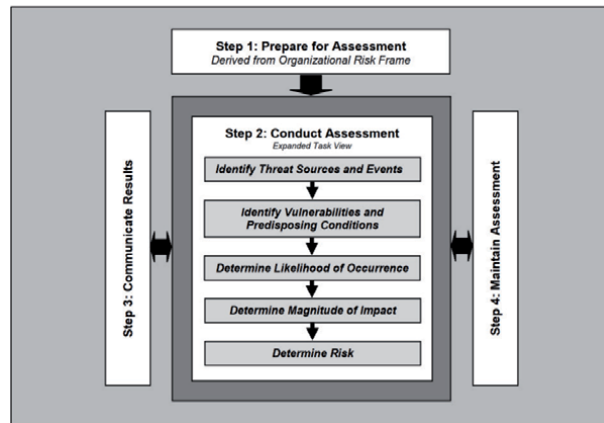 Step 1: Prepare for Assessment
Derived from Organizational Risk Frame
Step 2: Conduct Assessment
Expanded Task View
Identify Threat Sources and Events
Identify Vulnerabilities and
Predisposing Conditions
Determine Likelihood of Occurrence
Determine Magnitude of Impact
Determine Risk
Step 3: Communicate Results
Step 4: Maintain Assessment